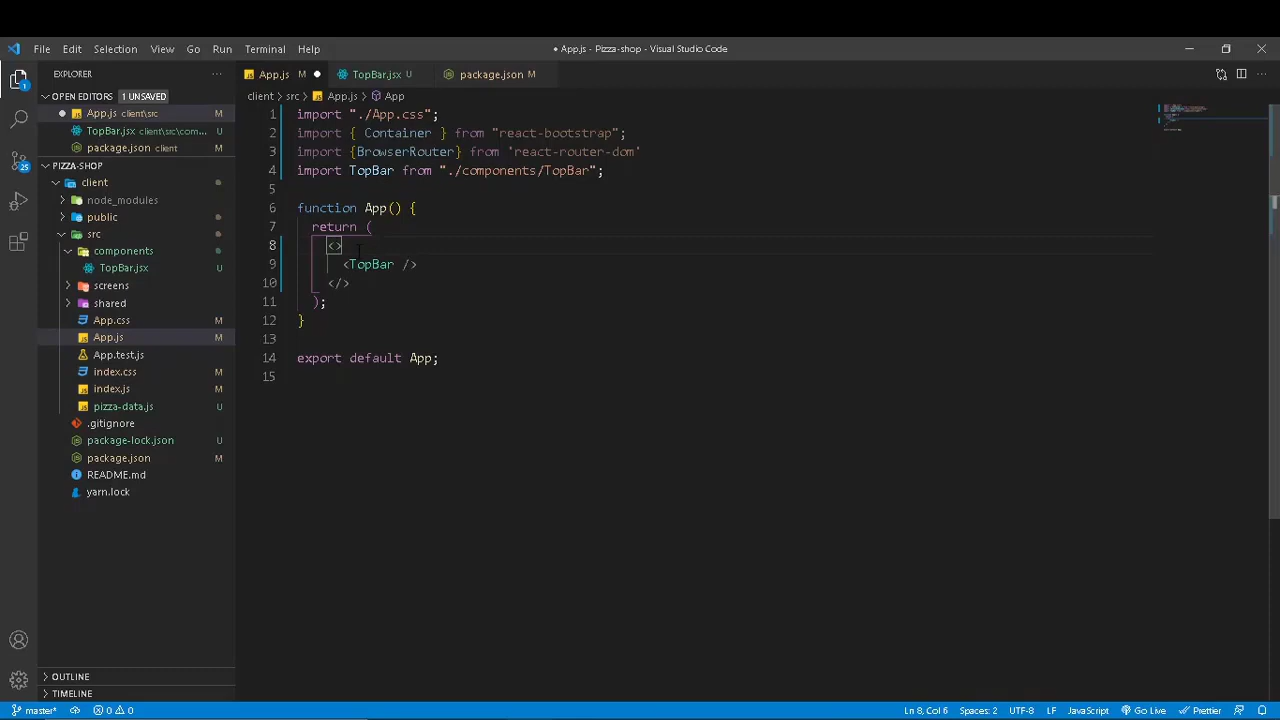 File Edit Selection View Go Run Terminal Help
● App.js - Pizza-shop - Visual Studio Code
EXPLORER ···
App.js M ●
TopBar.jsx U
package.json M
OPEN EDITORS 1 UNSAVED
client > src > App.js > App
App.js client\src M
TopBar.jsx client\src\com... U
package.json client M
PIZZA-SHOP
client
node_modules
public
src
components
TopBar.jsx U
screens
shared
App.css M
App.js M
App.test.js M
index.css M
index.js M
pizza-data.js U
.gitignore
package-lock.json U
package.json M
README.md
yarn.lock
OUTLINE
TIMELINE
1 import "./App.css";
2 import { Container } from "react-bootstrap";
3 import {BrowserRouter} from 'react-router-dom'
4 import TopBar from "./components/TopBar";
5
6 function App() {
7 return (
8 <>
9 <TopBar />
10 </>
11 );
12 }
13
14 export default App;
15
1
25
master* 0 0
Ln 8, Col 6 Spaces: 2 UTF-8 LF JavaScript Go Live Prettier